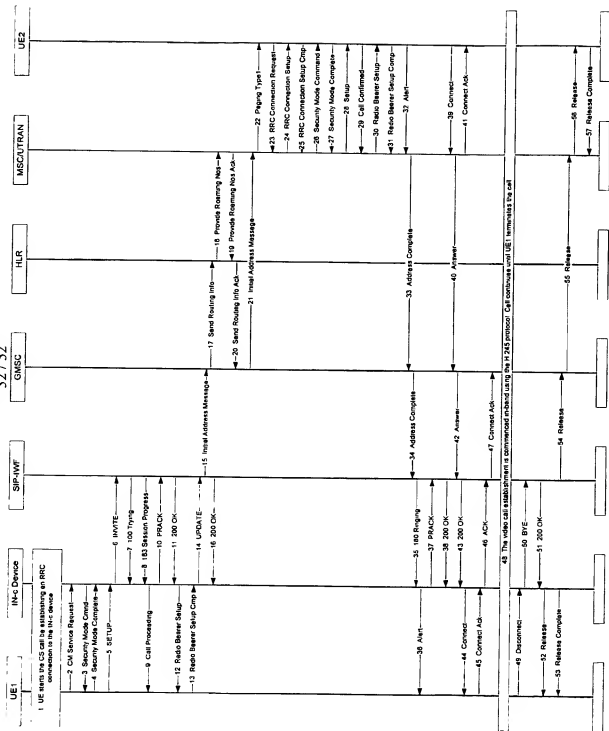 32/32
UE1
IN-c Device
SIP-IWF
GMSC
HLR
MSC/UTRAN
UE2
1 UE starts the CS call be establishing an RRC
connection to the IN-c device
2 CM Service Request
3 Security Mode Cmnd
4 Security Mode Complete
5 SETUP
6 INVITE
7 100 Trying
8 183 Session Progress
9 Call Proceeding
10 PRACK
11 200 OK
12 Radio Bearer Setup
13 Radio Bearer Setup Cmp
14 UPDATE
15 Initial Address Message
16 200 OK
17 Send Routing Info
18 Provide Roaming Nos
19 Provide Roaming Nos Ack
20 Send Routing Info Ack
21 Initial Address Message
22 Paging Type1
23 RRC Connection Request
24 RRC Connection Setup
25 RRC Connection Setup Cmp
26 Security Mode Command
27 Security Mode Complete
28 Setup
29 Call Confirmed
30 Radio Bearer Setup
31 Radio Bearer Setup Comp
32 Alert
33 Address Complete
34 Address Complete
35 180 Ringing
36 Alert
37 PRACK
38 200 OK
39 Connect
40 Answer
41 Connect Ack
42 Answer
43 200 OK
44 Connect
45 Connect Ack
46 ACK
47 Connect Ack
48 The video call establishment is commenced in-band using the H 245 protocol Call continues until UE1 terminates the call
49 Disconnect
50 BYE
51 200 OK
52 Release
53 Release Complete
54 Release
55 Release
56 Release
57 Release Complete